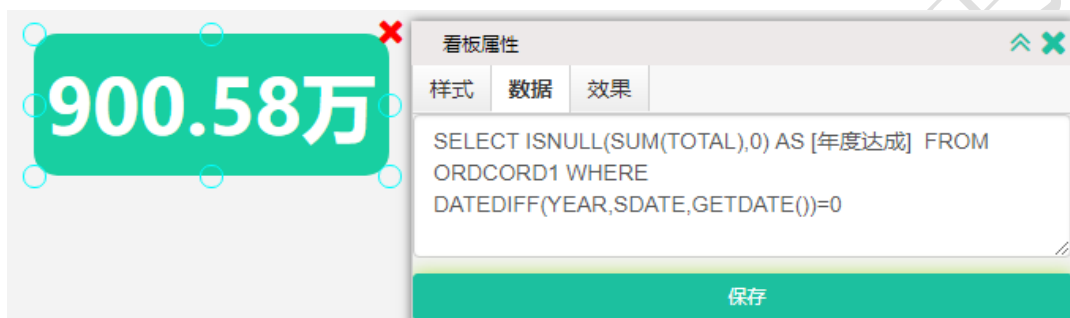 900.58万
看板属性
样式 数据 效果
SELECT ISNULL(SUM(TOTAL),0) AS [年度达成] FROM
ORDCORD1 WHERE
DATEDIFF(YEAR,SDATE,GETDATE())=0
保存